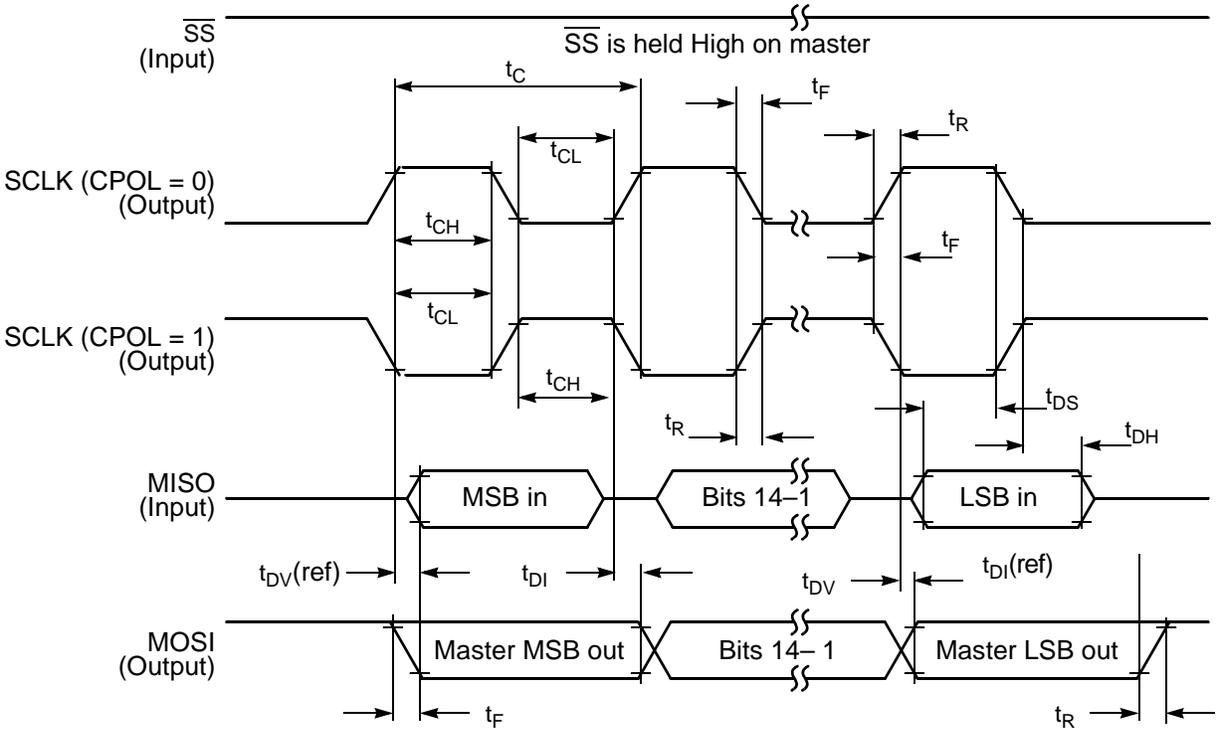 SS
(Input)
SS is held High on master
tC
tF
tR
tCL
SCLK (CPOL = 0)
(Output)
tCH
tF
tCL
SCLK (CPOL = 1)
(Output)
tCH
tDS
tR
tDH
MISO
(Input)
MSB in
Bits 14–1
LSB in
tDV(ref)
tDI
tDV
tDI(ref)
MOSI
(Output)
Master MSB out
Bits 14– 1
Master LSB out
tF
tR